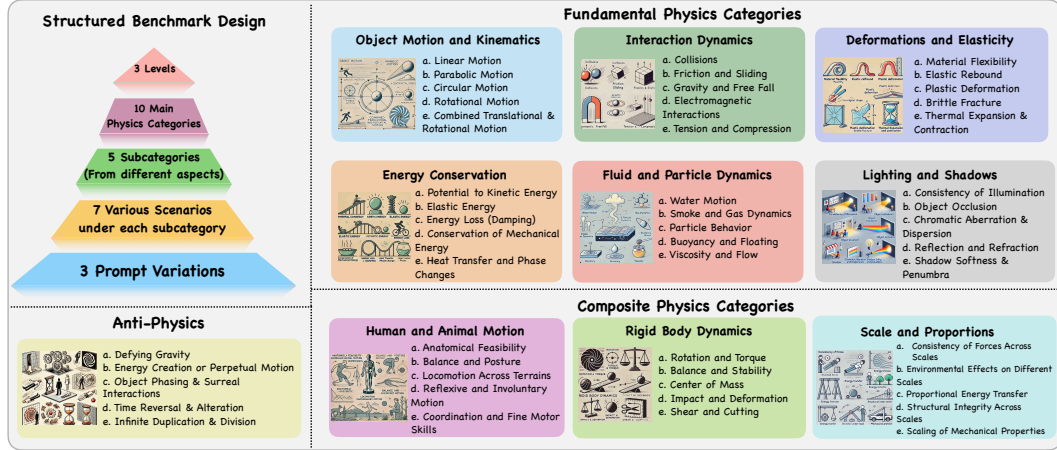 Structured Benchmark Design
3 Levels
10 Main
Physics Categories
5 Subcategories
(From different aspects)
7 Various Scenarios
under each subcategory
3 Prompt Variations
Anti-Physics
a. Defying Gravity
b. Energy Creation or Perpetual Motion
c. Object Phasing & Surreal
Interactions
d. Time Reversal & Alteration
e. Infinite Duplication & Division
Fundamental Physics Categories
Object Motion and Kinematics
a. Linear Motion
b. Parabolic Motion
c. Circular Motion
d. Rotational Motion
e. Combined Translational &
Rotational Motion
Interaction Dynamics
a. Collisions
b. Friction and Sliding
c. Gravity and Free Fall
d. Electromagnetic
Interactions
e. Tension and Compression
Deformations and Elasticity
a. Material Flexibility
b. Elastic Rebound
c. Plastic Deformation
d. Brittle Fracture
e. Thermal Expansion &
Contraction
Energy Conservation
a. Potential to Kinetic Energy
b. Elastic Energy
c. Energy Loss (Damping)
d. Conservation of Mechanical
Energy
e. Heat Transfer and Phase
Changes
Fluid and Particle Dynamics
a. Water Motion
b. Smoke and Gas Dynamics
c. Particle Behavior
d. Buoyancy and Floating
e. Viscosity and Flow
Lighting and Shadows
a. Consistency of Illumination
b. Object Occlusion
c. Chromatic Aberration &
Dispersion
d. Reflection and Refraction
e. Shadow Softness &
Penumbra
Composite Physics Categories
Human and Animal Motion
a. Anatomical Feasibility
b. Balance and Posture
c. Locomotion Across Terrains
d. Reflexive and Involuntary
Motion
e. Coordination and Fine Motor
Skills
Rigid Body Dynamics
a. Rotation and Torque
b. Balance and Stability
c. Center of Mass
d. Impact and Deformation
e. Shear and Cutting
Scale and Proportions
a. Consistency of Forces Across
Scales
b. Environmental Effects on Different
Scales
c. Proportional Energy Transfer
d. Structural Integrity Across
Scales
e. Scaling of Mechanical Properties